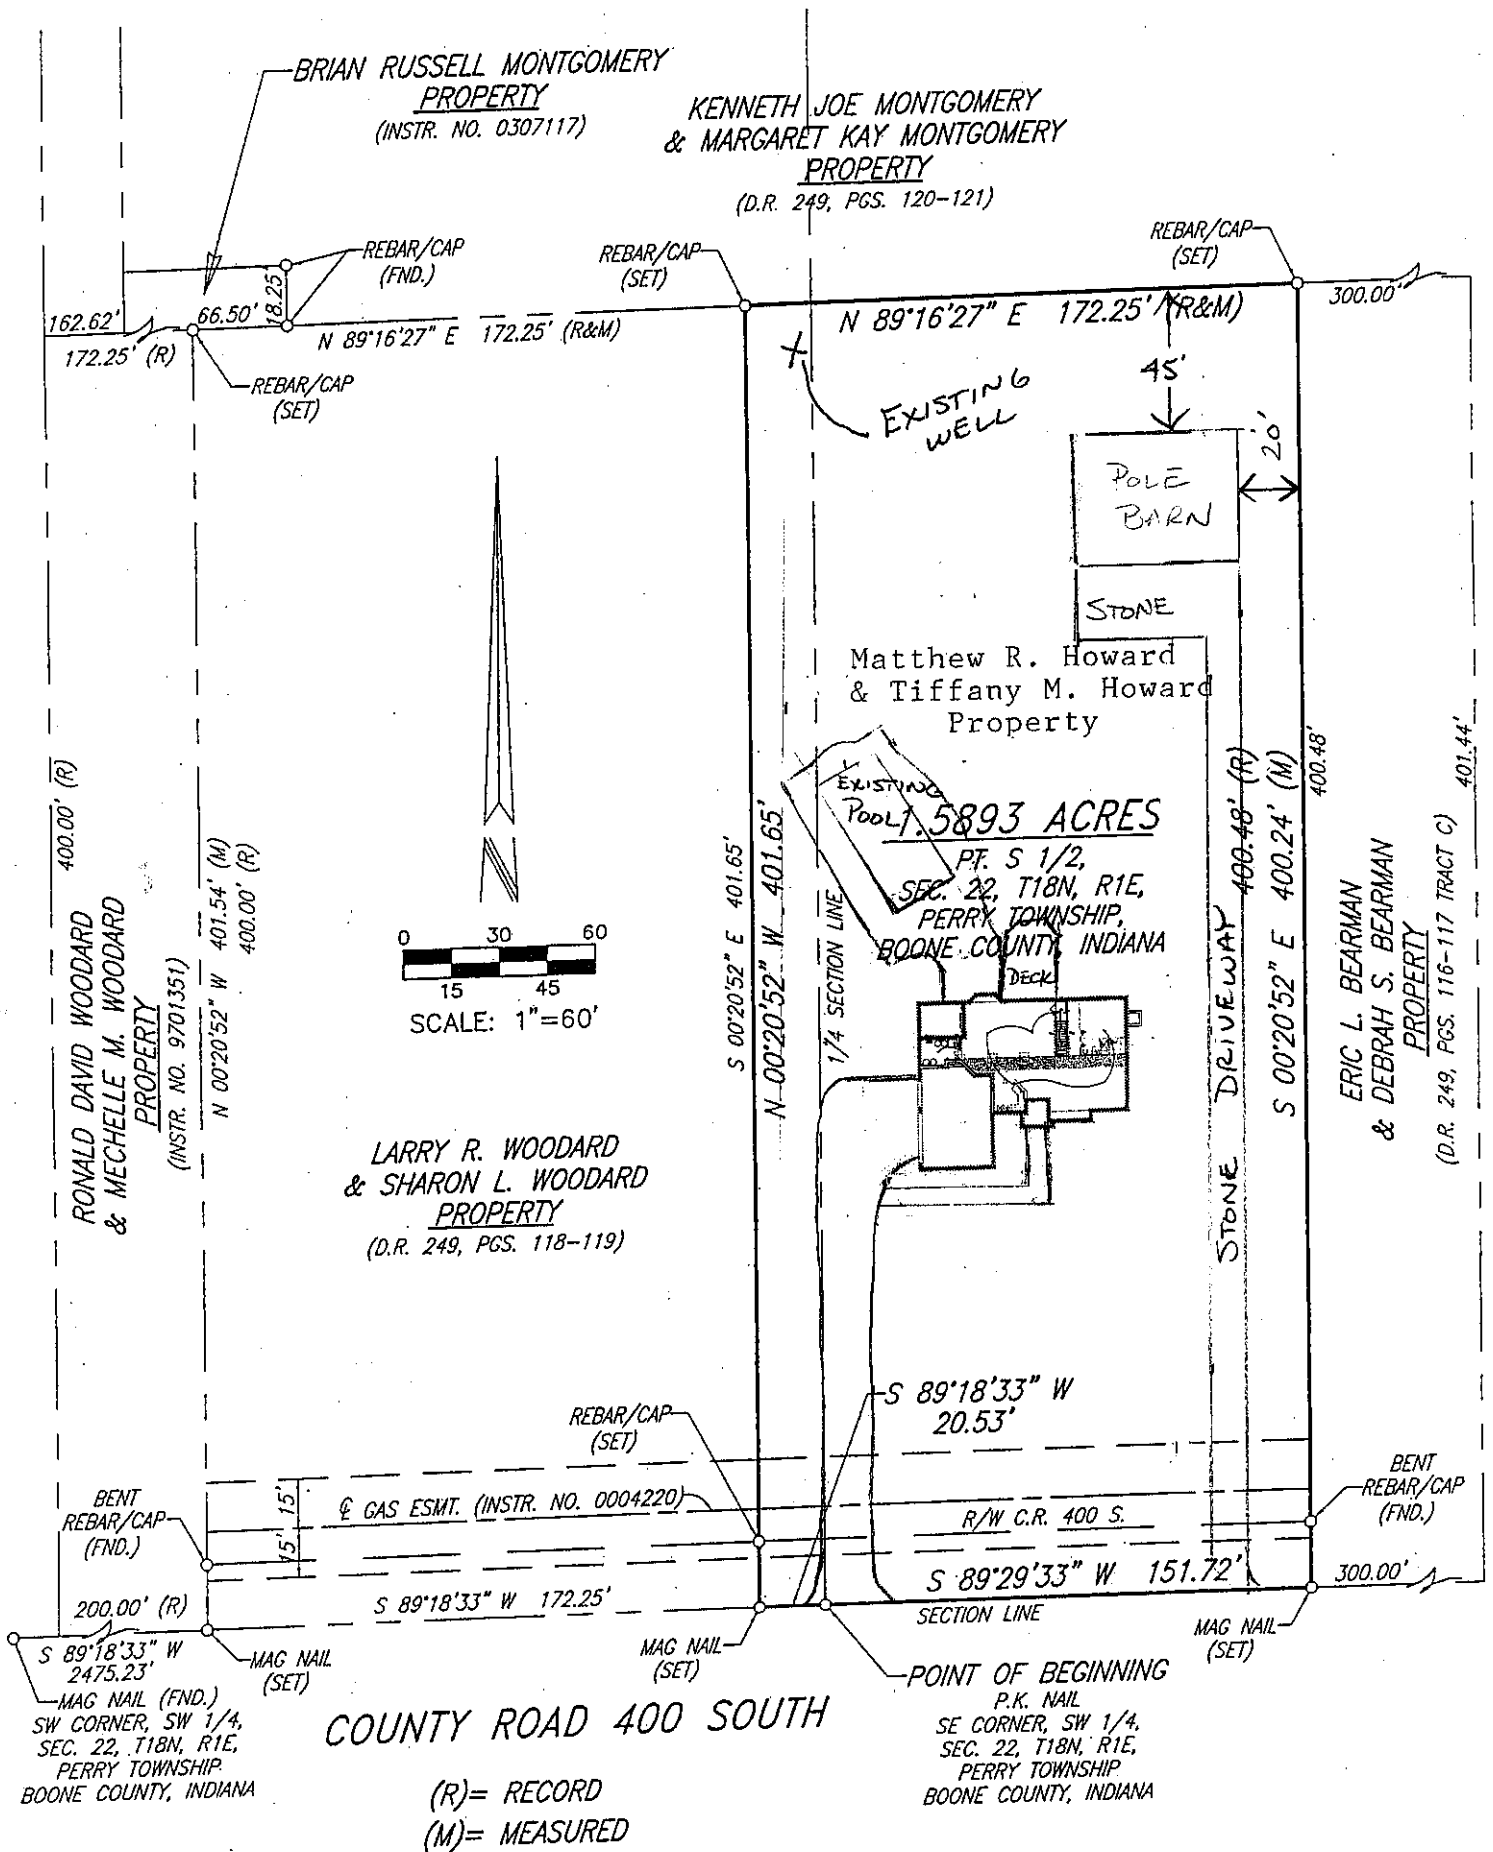 BRIAN RUSSELL MONTGOMERY
PROPERTY
(INSTR. NO. 0307117)
KENNETH JOE MONTGOMERY
& MARGARET KAY MONTGOMERY
PROPERTY
(D.R. 249, PGS. 120-121)
REBAR/CAP
(FND.)
REBAR/CAP
(SET)
REBAR/CAP
(SET)
162.62'
66.50'
18.25'
172.25' (R)
N 89°16'27" E 172.25' (R&M)
N 89°16'27" E 172.25' (R&M)
300.00'
REBAR/CAP
(SET)
EXISTING
WELL
45'
20'
POLE
BARN
STONE
Matthew R. Howard
& Tiffany M. Howard
Property
EXISTING
POOL
1.5893 ACRES
PT. S 1/2,
SEC. 22, T18N, R1E,
PERRY TOWNSHIP,
BOONE COUNTY, INDIANA
DECK
400.00' (R)
RONALD DAVID WOODARD
& MECHELLE M. WOODARD
PROPERTY
(INSTR. NO. 9701351)
N 00°20'52" W 401.54' (M)
400.00' (R)
N
0 30 60
15 45
SCALE: 1"=60'
S 00°20'52" E 401.65'
N 00°20'52" W 401.65'
1/4 SECTION LINE
STONE DRIVEWAY
400.48' (R)
S 00°20'52" E 400.24' (M)
400.48'
ERIC L. BEARMAN
& DEBRAH S. BEARMAN
PROPERTY
(D.R. 249, PGS. 116-117 TRACT C)
401.44'
LARRY R. WOODARD
& SHARON L. WOODARD
PROPERTY
(D.R. 249, PGS. 118-119)
S 89°18'33" W
20.53'
REBAR/CAP
(SET)
BENT
REBAR/CAP
(FND.)
15'
15'
℄ GAS ESMT. (INSTR. NO. 0004220)
R/W C.R. 400 S.
BENT
REBAR/CAP
(FND.)
S 89°29'33" W 151.72'
300.00'
SECTION LINE
200.00' (R)
S 89°18'33" W 172.25'
S 89°18'33" W
2475.23'
MAG NAIL
(SET)
MAG NAIL
(SET)
MAG NAIL
(SET)
MAG NAIL (FND.)
SW CORNER, SW 1/4,
SEC. 22, T18N, R1E,
PERRY TOWNSHIP
BOONE COUNTY, INDIANA
POINT OF BEGINNING
P.K. NAIL
SE CORNER, SW 1/4,
SEC. 22, T18N, R1E,
PERRY TOWNSHIP
BOONE COUNTY, INDIANA
COUNTY ROAD 400 SOUTH
(R)= RECORD
(M)= MEASURED